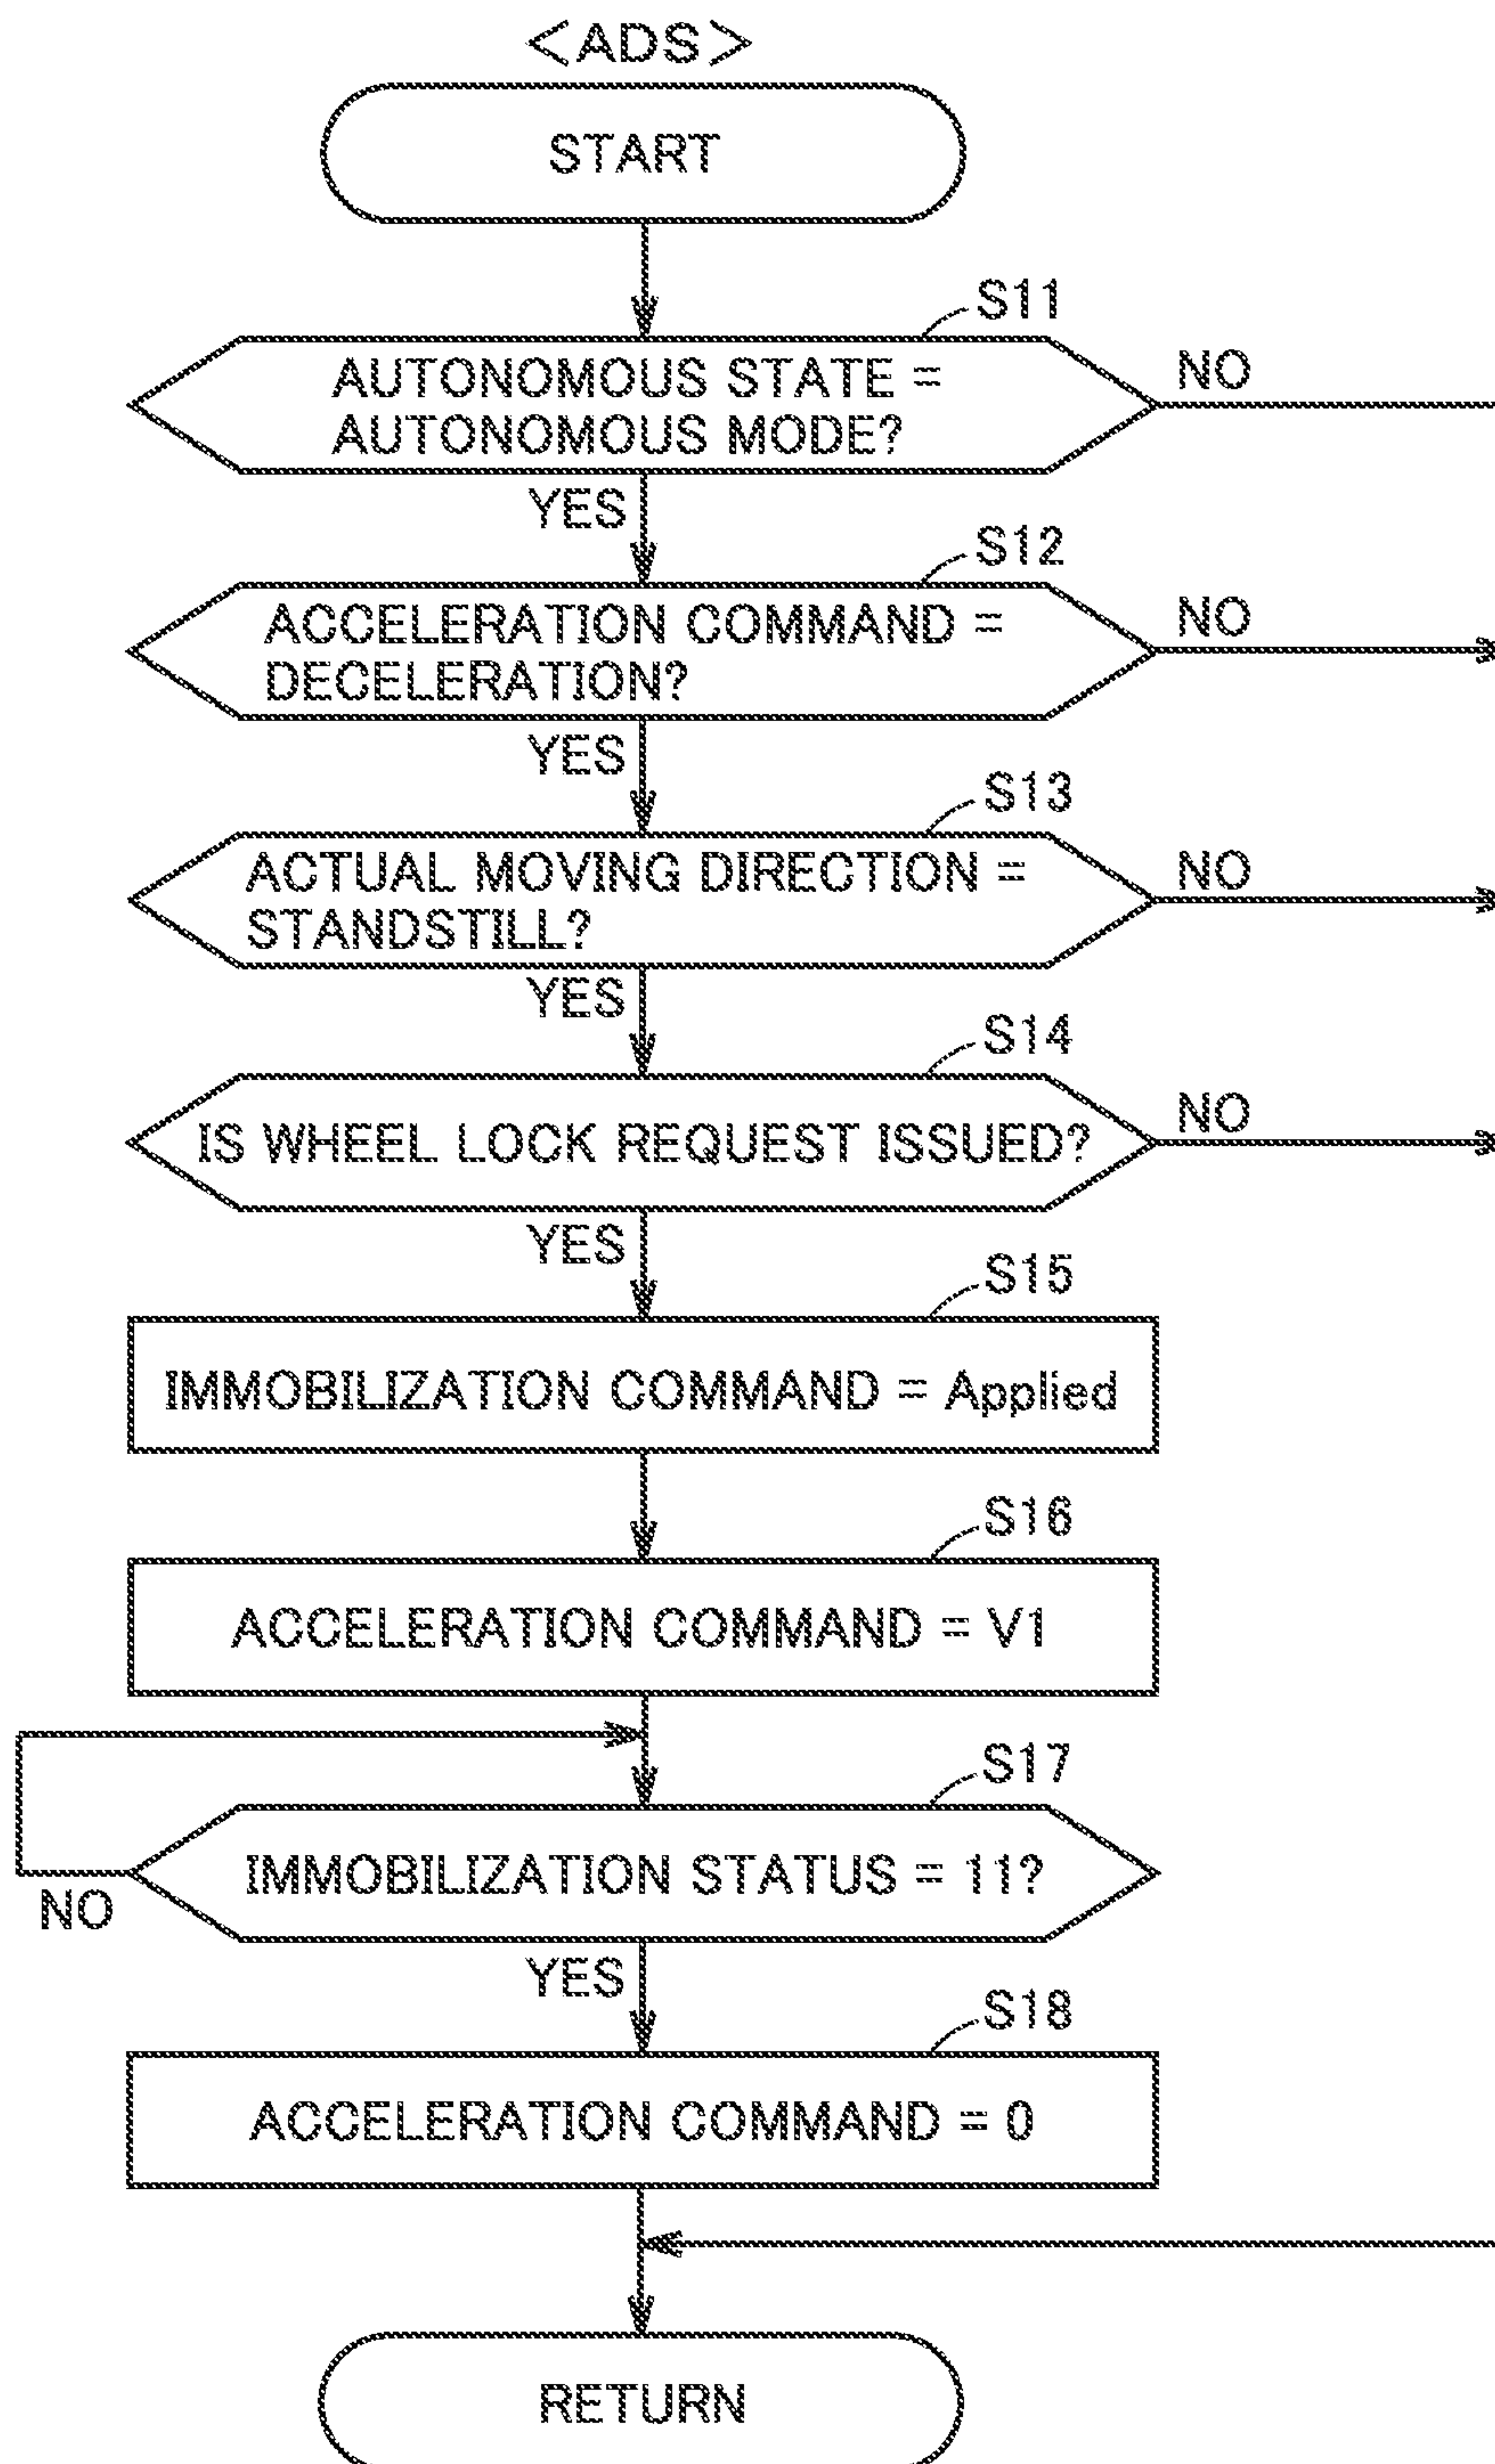 <ADS>
START
S11
AUTONOMOUS STATE =
AUTONOMOUS MODE?
NO
YES
S12
ACCELERATION COMMAND =
DECELERATION?
NO
YES
S13
ACTUAL MOVING DIRECTION =
STANDSTILL?
NO
YES
S14
IS WHEEL LOCK REQUEST ISSUED?
NO
YES
S15
IMMOBILIZATION COMMAND = Applied
S16
ACCELERATION COMMAND = V1
S17
IMMOBILIZATION STATUS = 11?
NO
YES
S18
ACCELERATION COMMAND = 0
RETURN